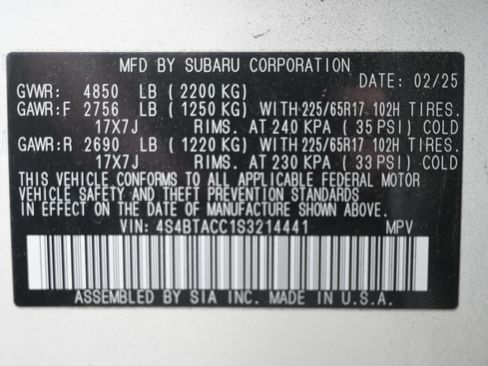 MFD BY SUBARU CORPORATION
DATE: 02/25
GVWR: 4850 LB (2200 KG)
GAWR:F 2756 LB (1250 KG) WITH 225/65R17 102H TIRES.
17X7J RIMS. AT 240 KPA (35 PSI) COLD
GAWR:R 2690 LB (1220 KG) WITH 225/65R17 102H TIRES.
17X7J RIMS. AT 230 KPA (33 PSI) COLD
THIS VEHICLE CONFORMS TO ALL APPLICABLE FEDERAL MOTOR
VEHICLE SAFETY AND THEFT PREVENTION STANDARDS
IN EFFECT ON THE DATE OF MANUFACTURE SHOWN ABOVE.
VIN: 4S4BTACC1S3214441 MPV
ASSEMBLED BY SIA INC. MADE IN U.S.A.